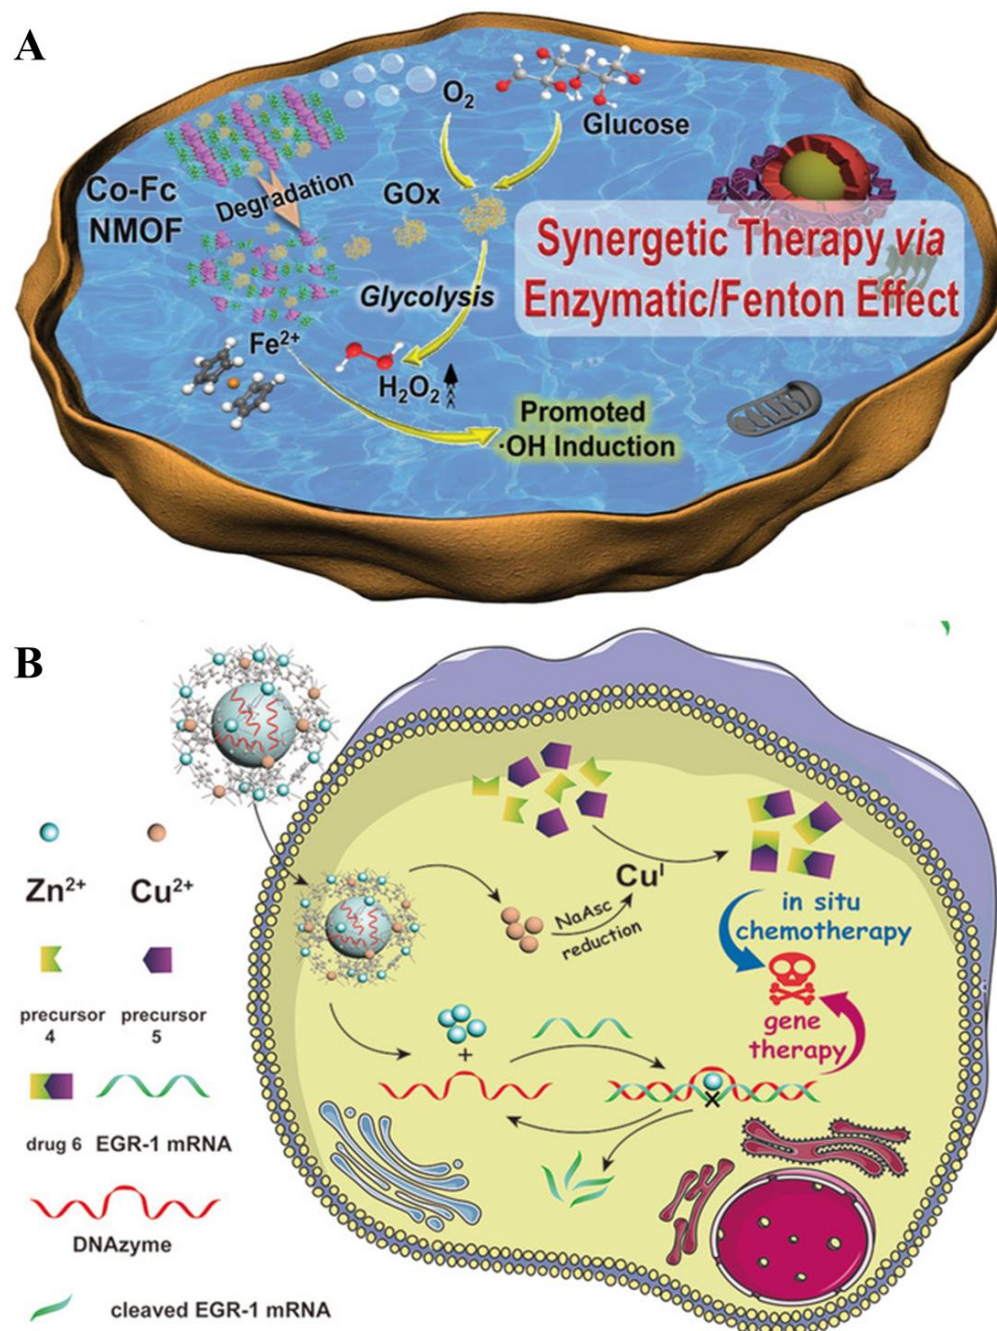 A
O₂
Glucose
Co-Fc
NMOF
Degradation
GOx
Synergetic Therapy via
Enzymatic/Fenton Effect
Glycolysis
Fe²⁺
H₂O₂
Promoted
·OH Induction
B
Zn²⁺ Cu²⁺
precursor precursor
4 5
drug 6 EGR-1 mRNA
DNAzyme
cleaved EGR-1 mRNA
Cuᴵ
NaAsc
reduction
in situ
chemotherapy
gene
therapy
+
×